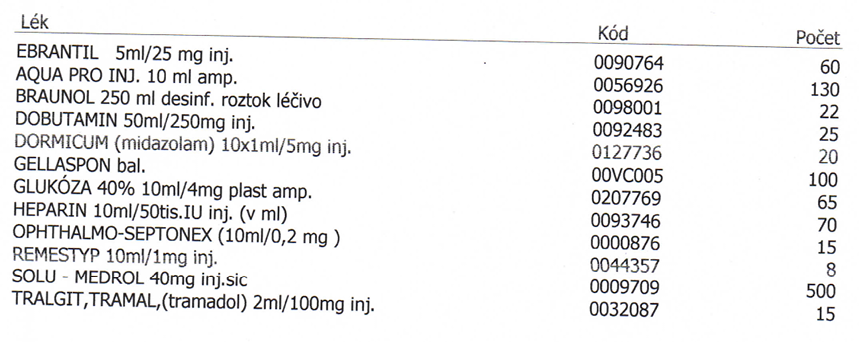 Lék Kód Počet
EBRANTIL 5ml/25 mg inj. 0090764 60
AQUA PRO INJ. 10 ml amp. 0056926 130
BRAUNOL 250 ml desinf. roztok léčivo 0098001 22
DOBUTAMIN 50ml/250mg inj. 0092483 25
DORMICUM (midazolam) 10x1ml/5mg inj. 0127736 20
GELLASPON bal. 00VC005 100
GLUKÓZA 40% 10ml/4mg plast amp. 0207769 65
HEPARIN 10ml/50tis.IU inj. (v ml) 0093746 70
OPHTHALMO-SEPTONEX (10ml/0,2 mg ) 0000876 15
REMESTYP 10ml/1mg inj. 0044357 8
SOLU - MEDROL 40mg inj.sic 0009709 500
TRALGIT,TRAMAL,(tramadol) 2ml/100mg inj. 0032087 15